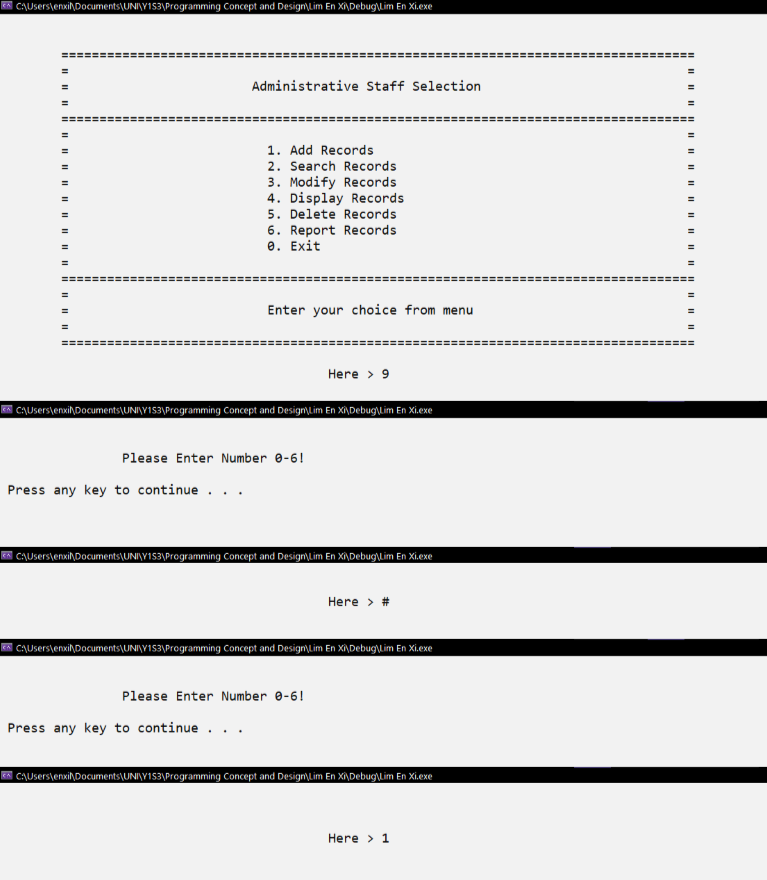 C:\Users\enxil\Documents\UNI\Y1S3\Programming Concept and Design\Lim En Xi\Debug\Lim En Xi.exe
===================================================================================
= =
= Administrative Staff Selection =
= =
===================================================================================
= =
= 1. Add Records =
= 2. Search Records =
= 3. Modify Records =
= 4. Display Records =
= 5. Delete Records =
= 6. Report Records =
= 0. Exit =
= =
===================================================================================
= =
= Enter your choice from menu =
= =
===================================================================================
Here > 9
C:\Users\enxil\Documents\UNI\Y1S3\Programming Concept and Design\Lim En Xi\Debug\Lim En Xi.exe
Please Enter Number 0-6!
Press any key to continue . . .
C:\Users\enxil\Documents\UNI\Y1S3\Programming Concept and Design\Lim En Xi\Debug\Lim En Xi.exe
Here > #
C:\Users\enxil\Documents\UNI\Y1S3\Programming Concept and Design\Lim En Xi\Debug\Lim En Xi.exe
Please Enter Number 0-6!
Press any key to continue . . .
C:\Users\enxil\Documents\UNI\Y1S3\Programming Concept and Design\Lim En Xi\Debug\Lim En Xi.exe
Here > 1